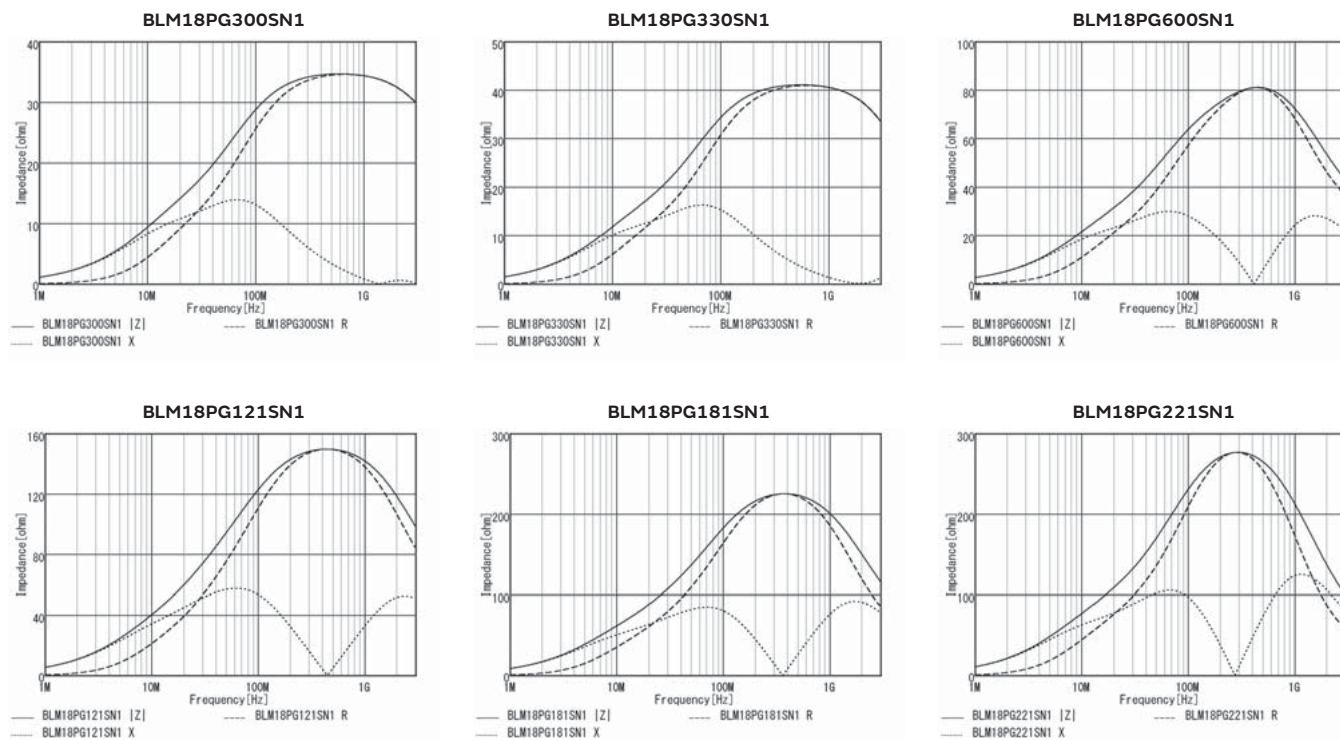 BLM18PG300SN1
40
30
20
10
0
Impedance[ohm]
1M 10M 100M 1G
Frequency[Hz]
BLM18PG300SN1 |Z| BLM18PG300SN1 R
BLM18PG300SN1 X
BLM18PG330SN1
50
40
30
20
10
0
Impedance[ohm]
1M 10M 100M 1G
Frequency[Hz]
BLM18PG330SN1 |Z| BLM18PG330SN1 R
BLM18PG330SN1 X
BLM18PG600SN1
100
80
60
40
20
0
Impedance[ohm]
1M 10M 100M 1G
Frequency[Hz]
BLM18PG600SN1 |Z| BLM18PG600SN1 R
BLM18PG600SN1 X
BLM18PG121SN1
160
120
80
40
0
Impedance[ohm]
1M 10M 100M 1G
Frequency[Hz]
BLM18PG121SN1 |Z| BLM18PG121SN1 R
BLM18PG121SN1 X
BLM18PG181SN1
300
200
100
0
Impedance[ohm]
1M 10M 100M 1G
Frequency[Hz]
BLM18PG181SN1 |Z| BLM18PG181SN1 R
BLM18PG181SN1 X
BLM18PG221SN1
300
200
100
0
Impedance[ohm]
1M 10M 100M 1G
Frequency[Hz]
BLM18PG221SN1 |Z| BLM18PG221SN1 R
BLM18PG221SN1 X